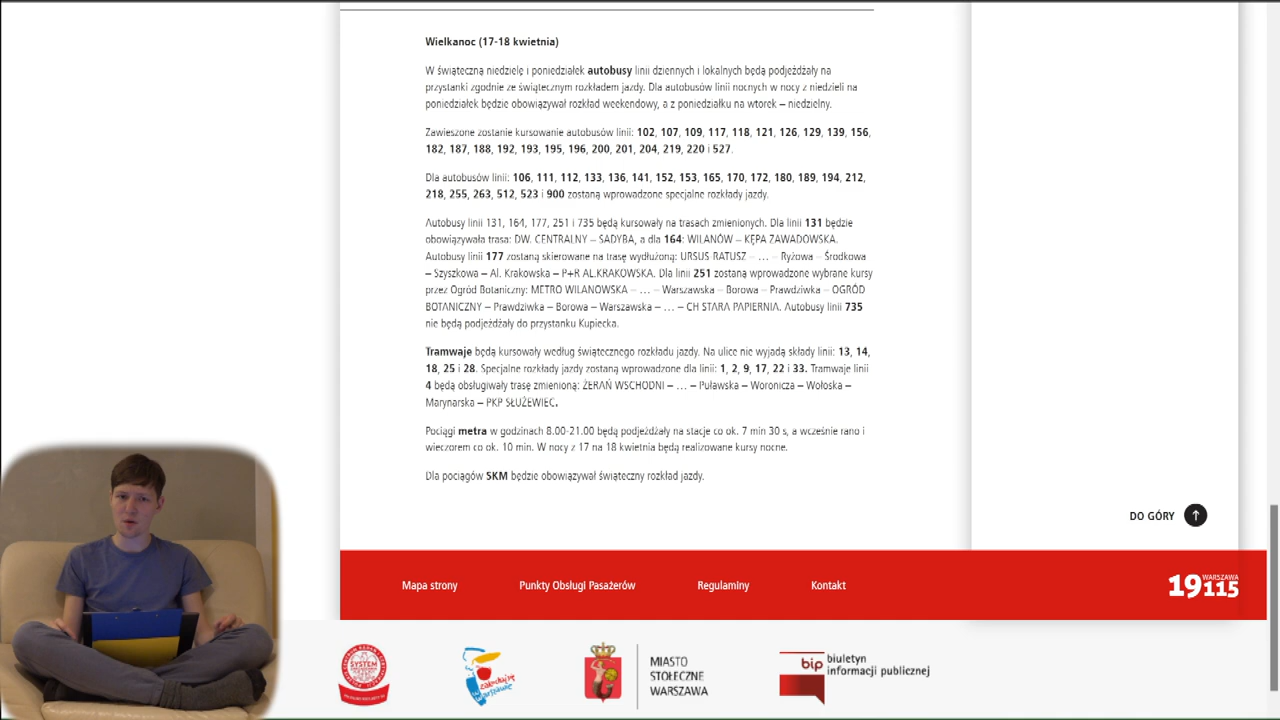 Wielkanoc (17-18 kwietnia)
W świąteczną niedzielę i poniedziałek autobusy linii dziennych i lokalnych będą podjeżdżały na
przystanki zgodnie ze świątecznym rozkładem jazdy. Dla autobusów linii nocnych w nocy z niedzieli na
poniedziałek będzie obowiązywał rozkład weekendowy, a z poniedziałku na wtorek – niedzielny.
Zawieszone zostanie kursowanie autobusów linii: 102, 107, 109, 117, 118, 121, 126, 129, 139, 156,
182, 187, 188, 192, 193, 195, 196, 200, 201, 204, 219, 220 i 527.
Dla autobusów linii: 106, 111, 112, 133, 136, 141, 152, 153, 165, 170, 172, 180, 189, 194, 212,
218, 255, 263, 512, 523 i 900 zostaną wprowadzone specjalne rozkłady jazdy.
Autobusy linii 131, 164, 177, 251 i 735 będą kursowały na trasach zmienionych. Dla linii 131 będzie
obowiązywała trasa: DW. CENTRALNY – SADYBA, a dla 164: WILANÓW – KĘPA ZAWADOWSKA.
Autobusy linii 177 zostaną skierowane na trasę wydłużoną: URSUS RATUSZ – … – Ryżowa – Środkowa
– Szyszkowa – Al. Krakowska – P+R AL.KRAKOWSKA. Dla linii 251 zostaną wprowadzone wybrane kursy
przez Ogród Botaniczny: METRO WILANOWSKA – … – Warszawska – Borowa – Prawdziwka – OGRÓD
BOTANICZNY – Prawdziwka – Borowa – Warszawska – … – CH STARA PAPIERNIA. Autobusy linii 735
nie będą podjeżdżały do przystanku Kupiecka.
Tramwaje będą kursowały według świątecznego rozkładu jazdy. Na ulice nie wyjadą składy linii: 13, 14,
18, 25 i 28. Specjalne rozkłady jazdy zostaną wprowadzone dla linii: 1, 2, 9, 17, 22 i 33. Tramwaje linii
4 będą obsługiwały trasę zmienioną: ŻERAŃ WSCHODNI – … – Puławska – Woronicza – Wołoska –
Marynarska – PKP SŁUŻEWIEC.
Pociągi metra w godzinach 8.00-21.00 będą podjeżdżały na stacje co ok. 7 min 30 s, a wcześnie rano i
wieczorem co ok. 10 min. W nocy z 17 na 18 kwietnia będą realizowane kursy nocne.
Dla pociągów SKM będzie obowiązywał świąteczny rozkład jazdy.
DO GÓRY
Mapa strony Punkty Obsługi Pasażerów Regulaminy Kontakt
WARSZAWA
19115
SYSTEM
zakochaj się
w Warszawie
MIASTO
STOŁECZNE
WARSZAWA
bip biuletyn
informacji publicznej